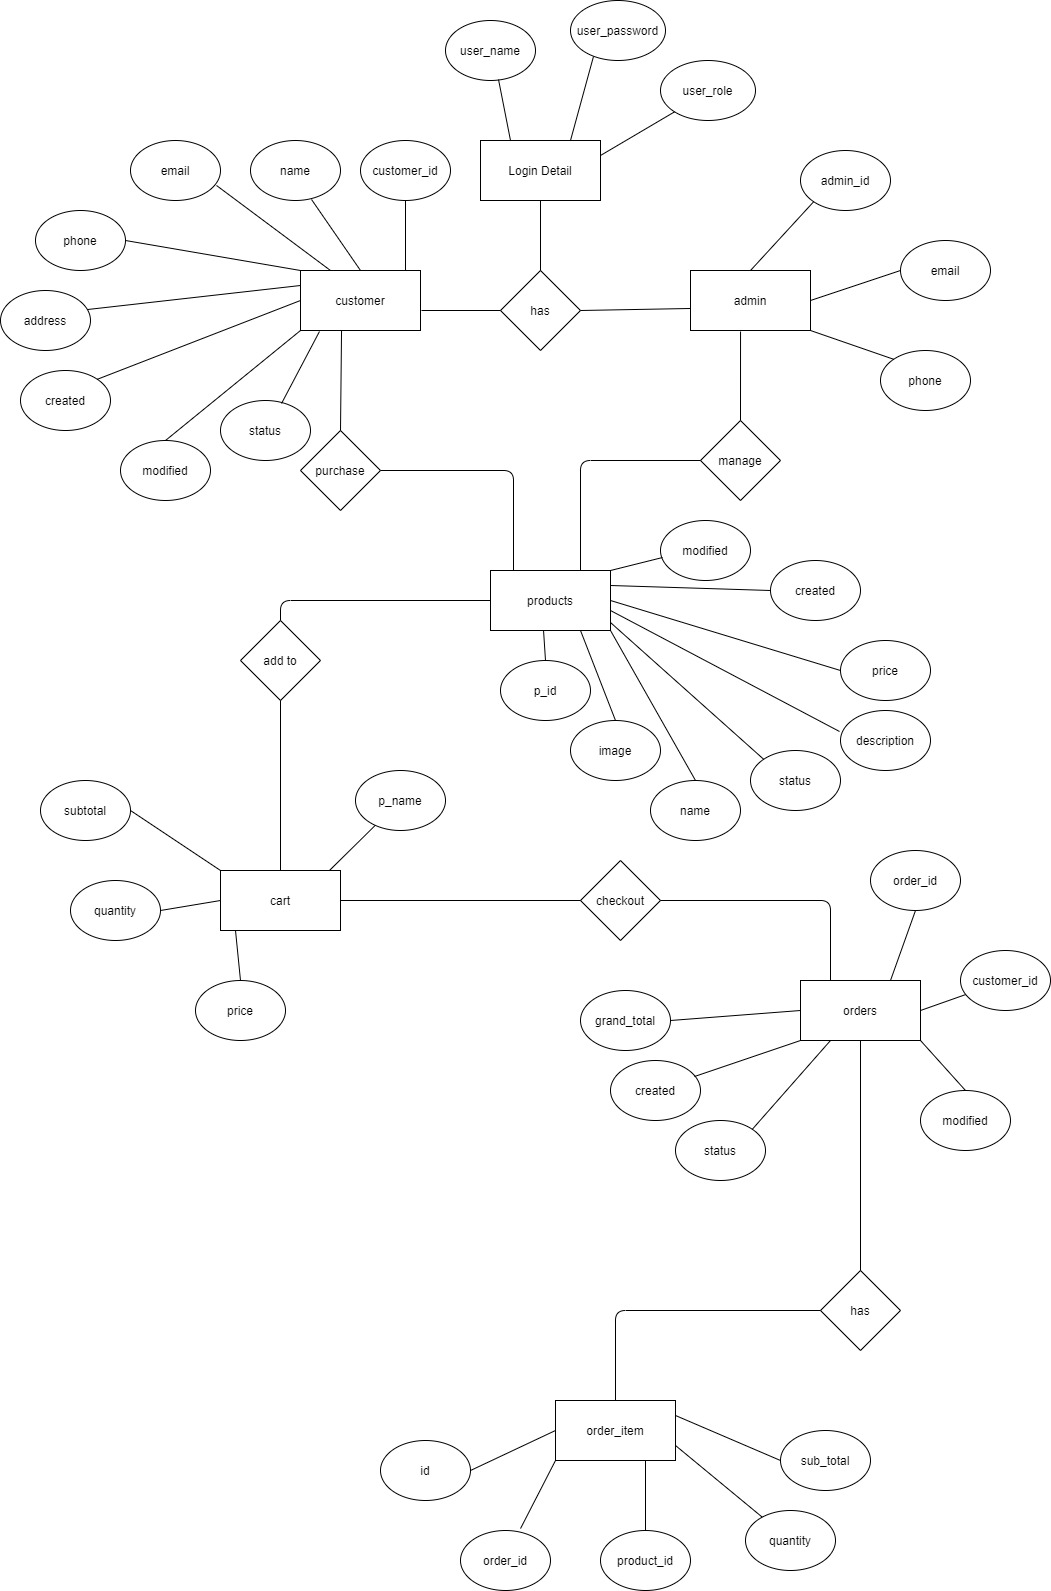 user_password
user_name
user_role
Login Detail
email
name
customer_id
admin_id
phone
email
customer
has
admin
address
phone
created
status
modified
purchase
manage
modified
created
products
add to
price
p_id
description
image
status
name
p_name
subtotal
order_id
quantity
cart
checkout
customer_id
price
grand_total
orders
created
modified
status
has
order_item
id
sub_total
quantity
order_id
product_id